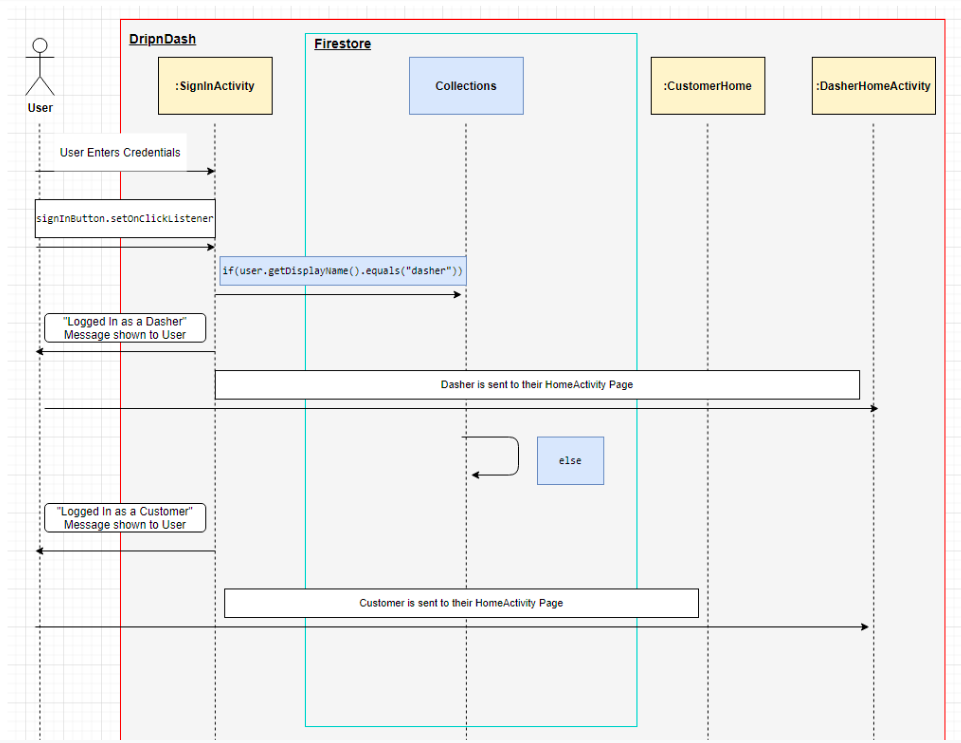 DripnDash
Firestore
:SignInActivity
Collections
:CustomerHome
:DasherHomeActivity
User
User Enters Credentials
signInButton.setOnClickListener
if(user.getDisplayName().equals("dasher"))
"Logged In as a Dasher"
Message shown to User
Dasher is sent to their HomeActivity Page
else
"Logged In as a Customer"
Message shown to User
Customer is sent to their HomeActivity Page